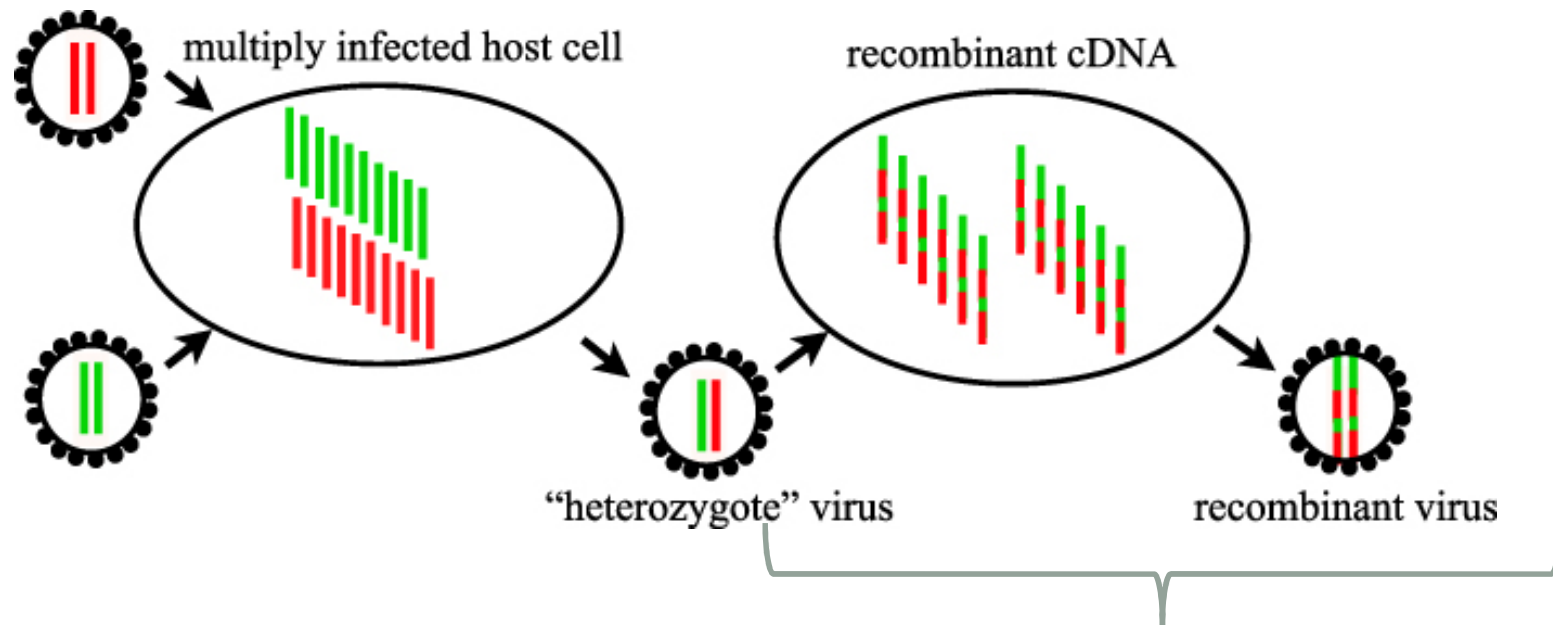 multiply infected host cell
recombinant cDNA
“heterozygote” virus
recombinant virus